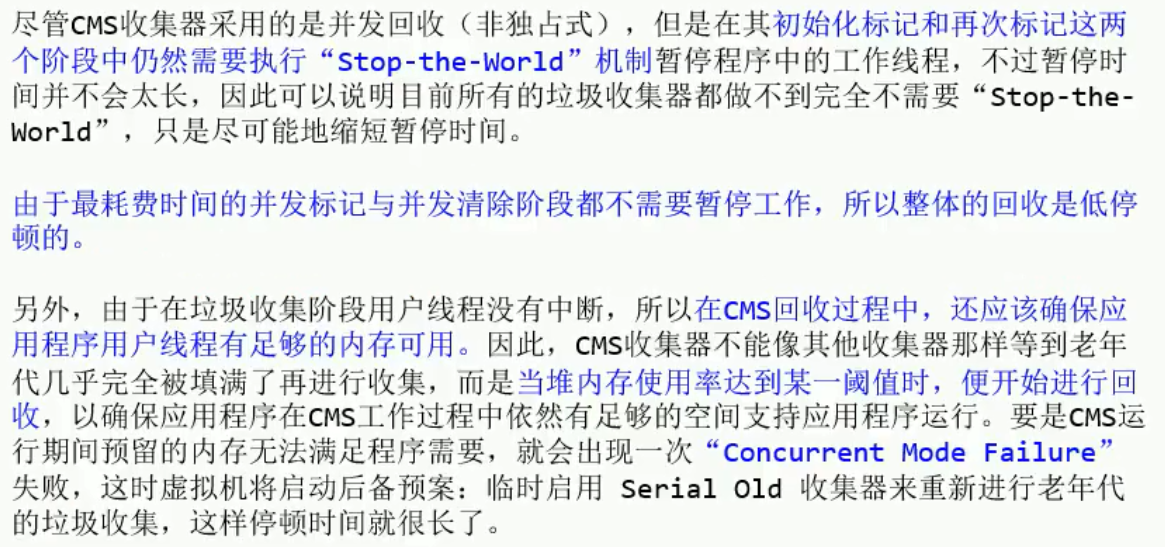 尽管CMS收集器采用的是并发回收（非独占式），但是在其初始化标记和再次标记这两
个阶段中仍然需要执行“Stop-the-World”机制暂停程序中的工作线程，不过暂停时
间并不会太长，因此可以说明目前所有的垃圾收集器都做不到完全不需要“Stop-the-
World”，只是尽可能地缩短暂停时间。
由于最耗费时间的并发标记与并发清除阶段都不需要暂停工作，所以整体的回收是低停
顿的。
另外，由于在垃圾收集阶段用户线程没有中断，所以在CMS回收过程中，还应该确保应
用程序用户线程有足够的内存可用。因此，CMS收集器不能像其他收集器那样等到老年
代几乎完全被填满了再进行收集，而是当堆内存使用率达到某一阈值时，便开始进行回
收，以确保应用程序在CMS工作过程中依然有足够的空间支持应用程序运行。要是CMS运
行期间预留的内存无法满足程序需要，就会出现一次“Concurrent Mode Failure”
失败，这时虚拟机将启动后备预案：临时启用 Serial Old 收集器来重新进行老年代
的垃圾收集，这样停顿时间就很长了。